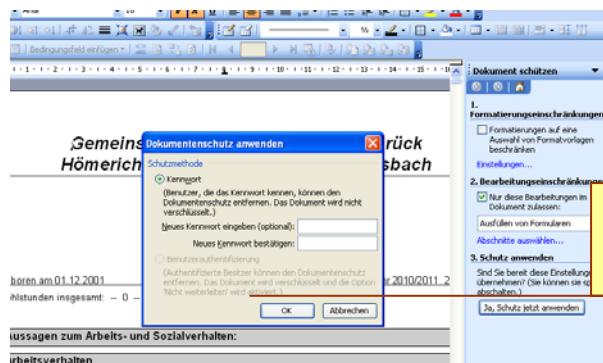 Bedingungsfeld einfügen
Gemeins
rück
Hömerich
sbach
boren am 01.12.2001
hr 2010/2011 2
hlstunden insgesamt: -- 0 --
ussagen zum Arbeits- und Sozialverhalten:
rbeitsverhalten
Dokumentenschutz anwenden
Schutzmethode
Kennwort
(Benutzer, die das Kennwort kennen, können den
Dokumentenschutz entfernen. Das Dokument wird nicht
verschlüsselt.)
Neues Kennwort eingeben (optional):
Neues Kennwort bestätigen:
Benutzerauthentifizierung
(Authentifizierte Besitzer können den Dokumentenschutz
entfernen. Das Dokument wird verschlüsselt und die Option
'Nicht weiterleiten' wird aktiviert.)
OK
Abbrechen
Dokument schützen
1.
Formatierungseinschränkungen
Formatierungen auf eine
Auswahl von Formatvorlagen
beschränken
Einstellungen...
2. Bearbeitungseinschränkunge
Nur diese Bearbeitungen im
Dokument zulassen:
Ausfüllen von Formularen
Abschnitte auswählen...
3. Schutz anwenden
Sind Sie bereit diese Einstellunge
übernehmen? (Sie können sie sp
abschalten.)
Ja, Schutz jetzt anwenden